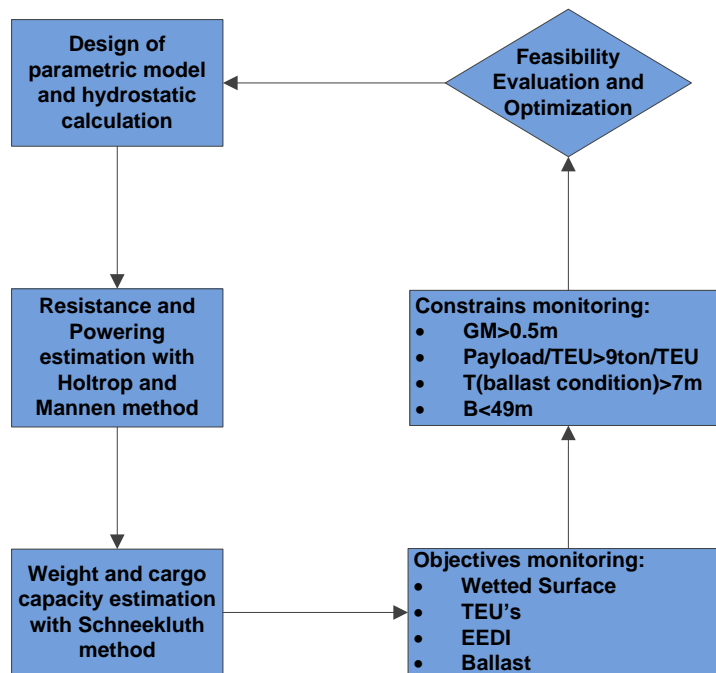 Design of
parametric model
and hydrostatic
calculation
Feasibility
Evaluation and
Optimization
Resistance and
Powering
estimation with
Holtrop and
Mannen method
Constrains monitoring:
• GM>0.5m
• Payload/TEU>9ton/TEU
• T(ballast condition)>7m
• B<49m
Weight and cargo
capacity estimation
with Schneekluth
method
Objectives monitoring:
• Wetted Surface
• TEU's
• EEDI
• Ballast